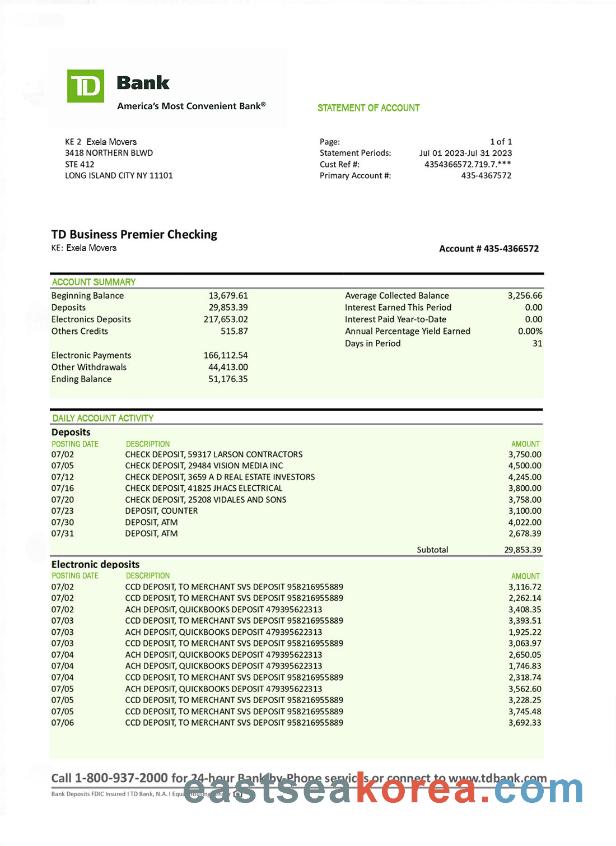 TD Bank
America's Most Convenient Bank®
STATEMENT OF ACCOUNT
KE 2 Exela Movers
3418 NORTHERN BLWD
STE 412
LONG ISLAND CITY NY 11101
Page: 1 of 1
Statement Periods: Jul 01 2023-Jul 31 2023
Cust Ref #: 4354366572.719.7.***
Primary Account #: 435-4367572
TD Business Premier Checking
KE: Exela Movers
Account # 435-4366572
ACCOUNT SUMMARY
Beginning Balance 13,679.61 Average Collected Balance 3,256.66
Deposits 29,853.39 Interest Earned This Period 0.00
Electronics Deposits 217,653.02 Interest Paid Year-to-Date 0.00
Others Credits 515.87 Annual Percentage Yield Earned 0.00%
Days in Period 31
Electronic Payments 166,112.54
Other Withdrawals 44,413.00
Ending Balance 51,176.35
DAILY ACCOUNT ACTIVITY
Deposits
POSTING DATE DESCRIPTION AMOUNT
07/02 CHECK DEPOSIT, 59317 LARSON CONTRACTORS 3,750.00
07/05 CHECK DEPOSIT, 29484 VISION MEDIA INC 4,500.00
07/12 CHECK DEPOSIT, 3659 A D REAL ESTATE INVESTORS 4,245.00
07/16 CHECK DEPOSIT, 41825 JHACS ELECTRICAL 3,800.00
07/20 CHECK DEPOSIT, 25208 VIDALES AND SONS 3,758.00
07/23 DEPOSIT, COUNTER 3,100.00
07/30 DEPOSIT, ATM 4,022.00
07/31 DEPOSIT, ATM 2,678.39
Subtotal 29,853.39
Electronic deposits
POSTING DATE DESCRIPTION AMOUNT
07/02 CCD DEPOSIT, TO MERCHANT SVS DEPOSIT 958216955889 3,116.72
07/02 CCD DEPOSIT, TO MERCHANT SVS DEPOSIT 958216955889 2,262.14
07/02 ACH DEPOSIT, QUICKBOOKS DEPOSIT 479395622313 3,408.35
07/03 CCD DEPOSIT, TO MERCHANT SVS DEPOSIT 958216955889 3,393.51
07/03 ACH DEPOSIT, QUICKBOOKS DEPOSIT 479395622313 1,925.22
07/03 CCD DEPOSIT, TO MERCHANT SVS DEPOSIT 958216955889 3,063.97
07/04 ACH DEPOSIT, QUICKBOOKS DEPOSIT 479395622313 2,650.05
07/04 ACH DEPOSIT, QUICKBOOKS DEPOSIT 479395622313 1,746.83
07/04 CCD DEPOSIT, TO MERCHANT SVS DEPOSIT 958216955889 2,318.74
07/05 ACH DEPOSIT, QUICKBOOKS DEPOSIT 479395622313 3,562.60
07/05 CCD DEPOSIT, TO MERCHANT SVS DEPOSIT 958216955889 3,228.25
07/05 CCD DEPOSIT, TO MERCHANT SVS DEPOSIT 958216955889 3,745.48
07/06 CCD DEPOSIT, TO MERCHANT SVS DEPOSIT 958216955889 3,692.33
Call 1-800-937-2000 for 24-hour Bank-by-Phone services or connect to www.tdbank.com
Bank Deposits FDIC Insured I TD Bank, N.A. I
eastseakorea.com